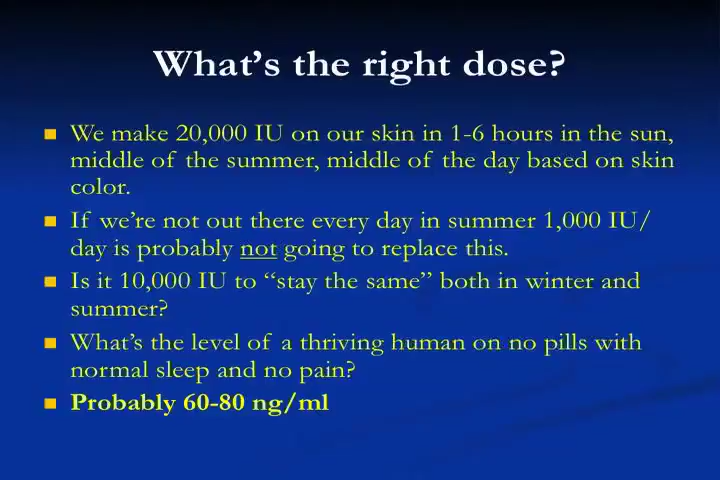 What's the right dose?
We make 20,000 IU on our skin in 1-6 hours in the sun,
middle of the summer, middle of the day based on skin
color.
If we're not out there every day in summer 1,000 IU/
day is probably not going to replace this.
Is it 10,000 IU to “stay the same” both in winter and
summer?
What's the level of a thriving human on no pills with
normal sleep and no pain?
Probably 60-80 ng/ml